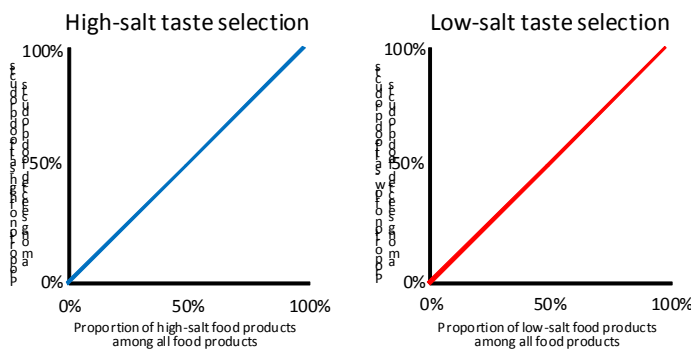 High-salt taste selection
100%
50%
0%
0%
50%
100%
Proportion of high-salt food products
among all food products
Low-salt taste selection
100%
50%
0%
0%
50%
100%
Proportion of low-salt food products
among all food products